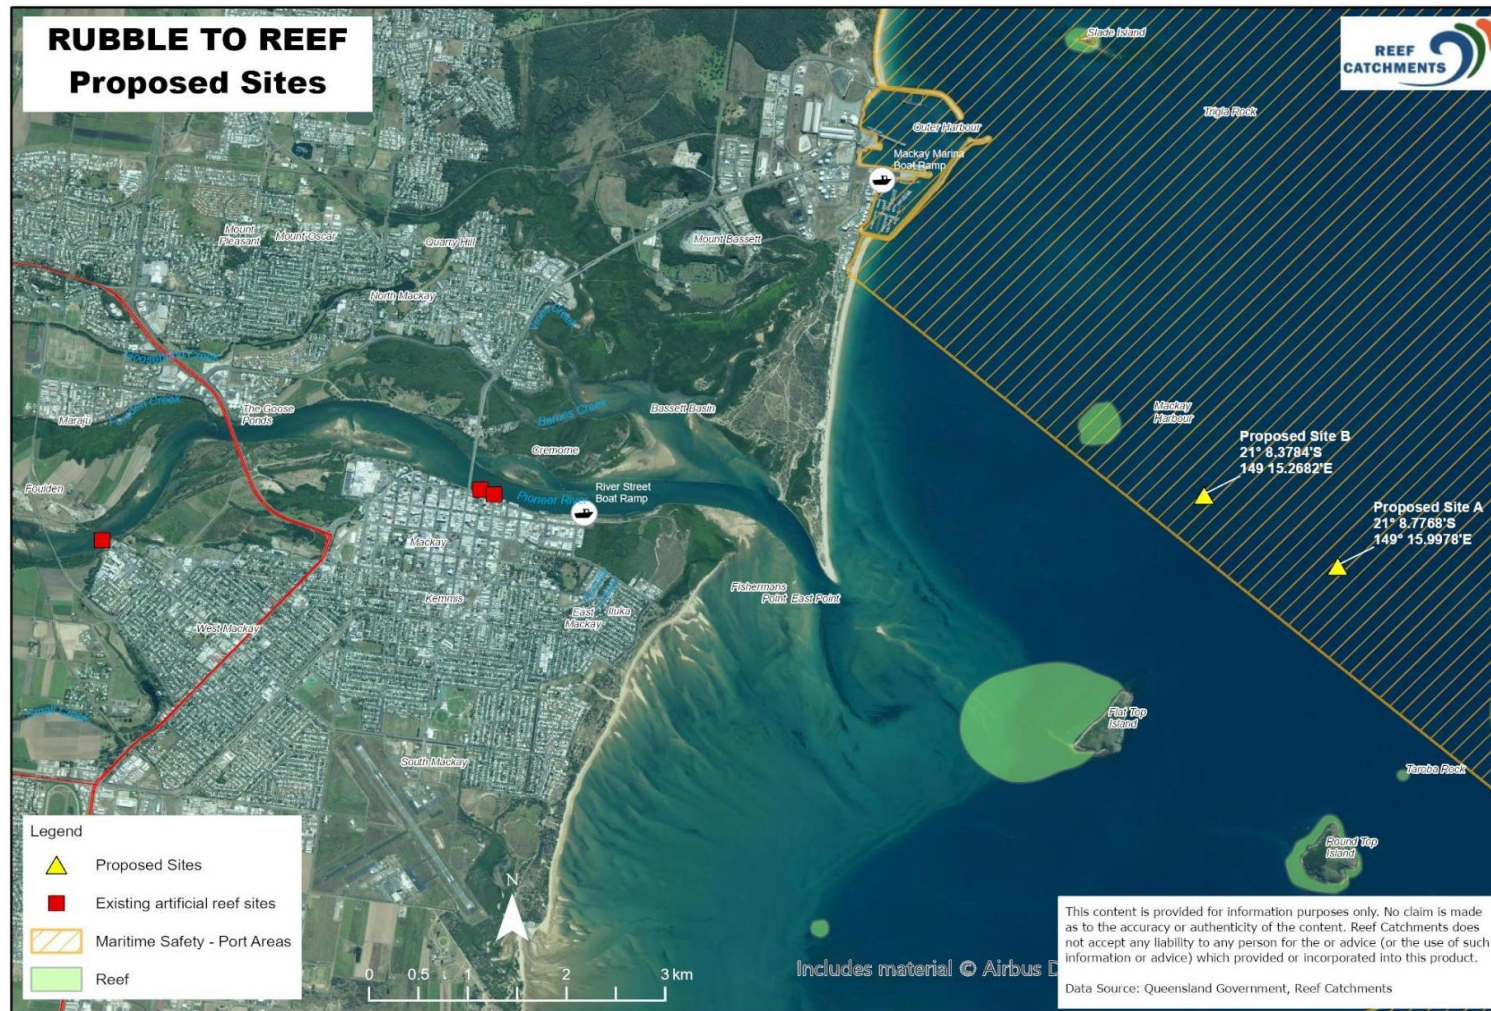 RUBBLE TO REEF
Proposed Sites
REEF
CATCHMENTS
Slade Island
Trigla Rock
Outer Harbour
Mackay Marina
Boat Ramp
Mount
Pleasant
Mount Oscar
Quarry Hill
Mount Bassett
North Mackay
Vines Creek
Goosepond Creek
Fursden Creek
Maraju
The Goose
Ponds
Barnes Creek
Bassett Basin
Cremorne
Mackay
Harbour
Proposed Site B
21° 8.3784'S
149 15.2682'E
Proposed Site A
21° 8.7768'S
149° 15.9978'E
Foulden
River Street
Boat Ramp
Pioneer River
Mackay
Kemmis
Fishermans
Point
East Point
East
Mackay
Iluka
West Mackay
Flat Top
Island
South Mackay
Taroba Rock
Round Top
Island
Legend
Proposed Sites
Existing artificial reef sites
Maritime Safety - Port Areas
Reef
N
0 0.5 1 2 3 km
Includes material © Airbus D
This content is provided for information purposes only. No claim is made
as to the accuracy or authenticity of the content. Reef Catchments does
not accept any liability to any person for the or advice (or the use of such
information or advice) which provided or incorporated into this product.
Data Source: Queensland Government, Reef Catchments